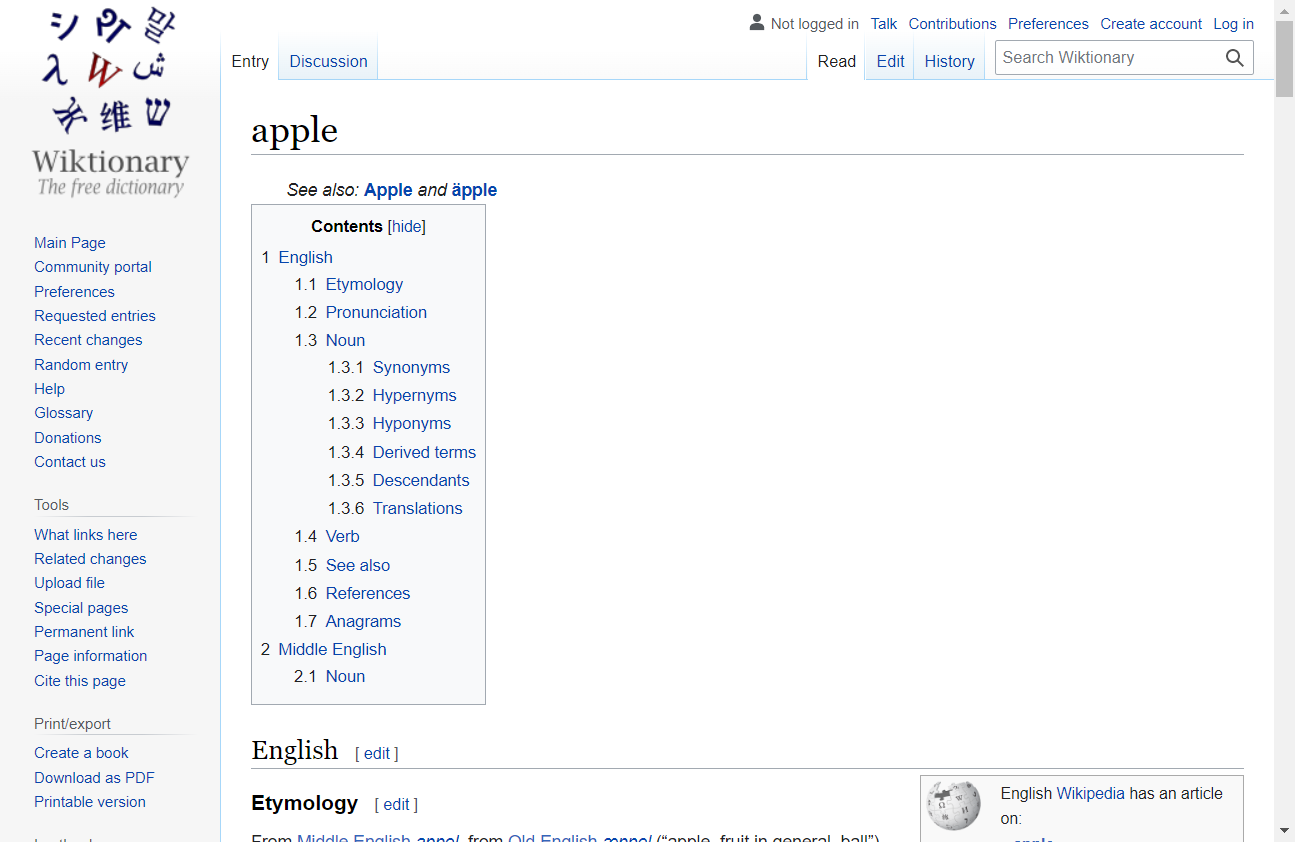 Not logged in Talk Contributions Preferences Create account Log in
Entry Discussion Read Edit History Search Wiktionary
シ 말
λ W ش
维 ש
Wiktionary
The free dictionary
Main Page
Community portal
Preferences
Requested entries
Recent changes
Random entry
Help
Glossary
Donations
Contact us
Tools
What links here
Related changes
Upload file
Special pages
Permanent link
Page information
Cite this page
Print/export
Create a book
Download as PDF
Printable version
apple
See also: Apple and äpple
Contents [hide]
1 English
1.1 Etymology
1.2 Pronunciation
1.3 Noun
1.3.1 Synonyms
1.3.2 Hypernyms
1.3.3 Hyponyms
1.3.4 Derived terms
1.3.5 Descendants
1.3.6 Translations
1.4 Verb
1.5 See also
1.6 References
1.7 Anagrams
2 Middle English
2.1 Noun
English [ edit ]
Etymology [ edit ]
From Middle English appel, from Old English æppel (“apple, fruit in general, ball”)
English Wikipedia has an article
on:
apple